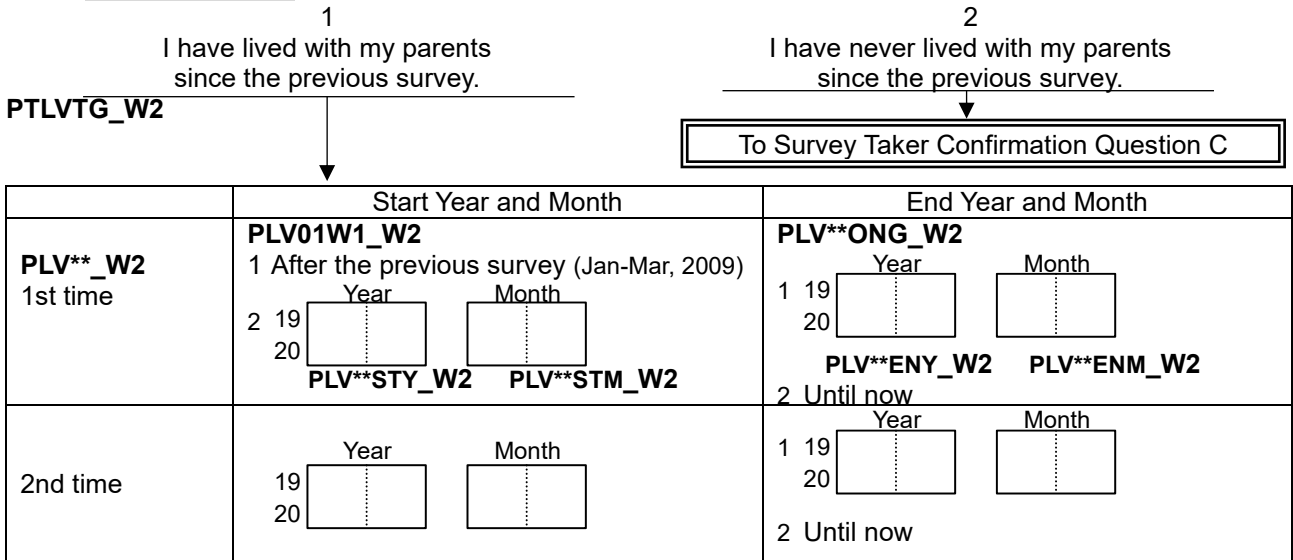 1 2
I have lived with my parents I have never lived with my parents
since the previous survey. since the previous survey.
PTLVTG_W2
To Survey Taker Confirmation Question C
Start Year and Month End Year and Month
PLV01W1_W2 PLV**ONG_W2
PLV**_W2 1 After the previous survey (Jan-Mar, 2009) Year Month
1st time Year Month 1 19
2 19 20
20 PLV**ENY_W2 PLV**ENM_W2
PLV**STY_W2 PLV**STM_W2
2 Until now
Year Month
Year Month 1 19
2nd time 19 20
20
2 Until now